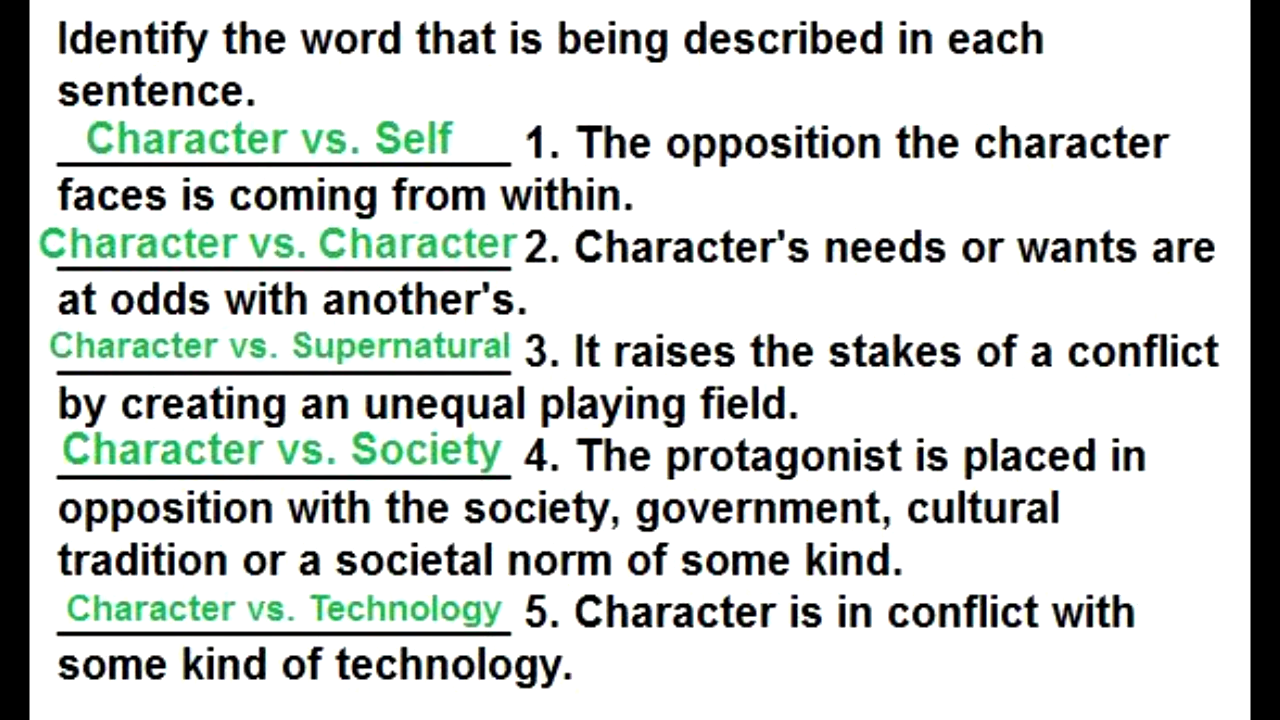 Identify the word that is being described in each
sentence.
Character vs. Self 1. The opposition the character
faces is coming from within.
Character vs. Character 2. Character's needs or wants are
at odds with another's.
Character vs. Supernatural 3. It raises the stakes of a conflict
by creating an unequal playing field.
Character vs. Society 4. The protagonist is placed in
opposition with the society, government, cultural
tradition or a societal norm of some kind.
Character vs. Technology 5. Character is in conflict with
some kind of technology.